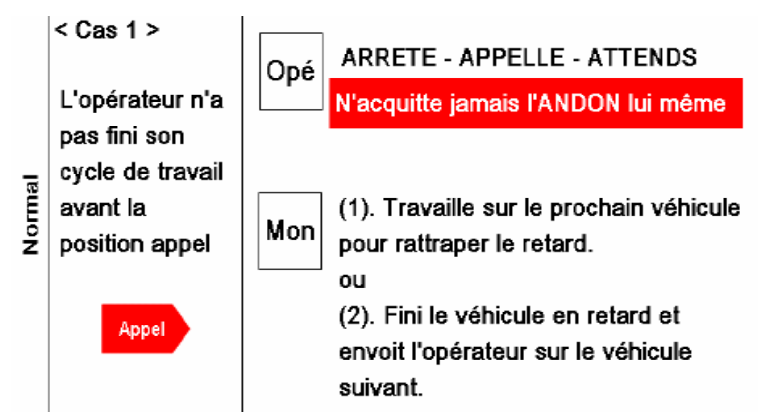 Normal
< Cas 1 >
L'opérateur n'a
pas fini son
cycle de travail
avant la
position appel
Appel
Opé
ARRETE - APPELLE - ATTENDS
N'acquitte jamais l'ANDON lui même
Mon
(1). Travaille sur le prochain véhicule
pour rattraper le retard.
ou
(2). Fini le véhicule en retard et
envoit l'opérateur sur le véhicule
suivant.